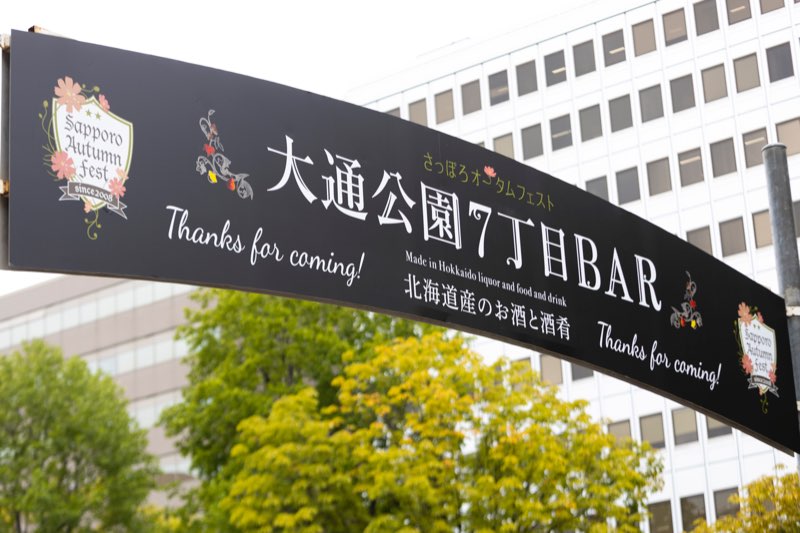 Sapporo
Autumn
Fest
since2008
さっぽろオータムフェスト
大通公園7丁目BAR
Made in Hokkaido liquor and food and drink
北海道産のお酒と酒肴
Thanks for coming!
Thanks for coming!
Sapporo
Autumn
Fest
since2008